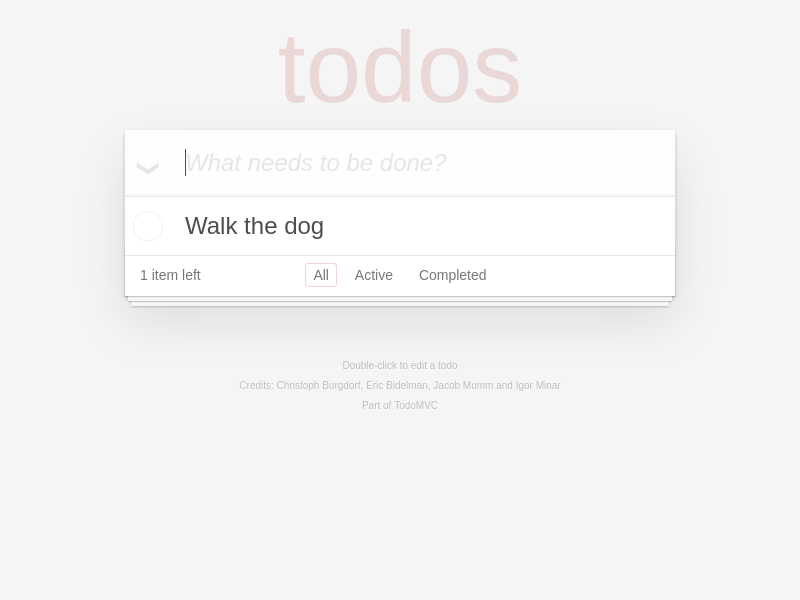 todos
What needs to be done?
Walk the dog
1 item left All Active Completed
Double-click to edit a todo
Credits: Christoph Burgdorf, Eric Bidelman, Jacob Mumm and Igor Minar
Part of TodoMVC